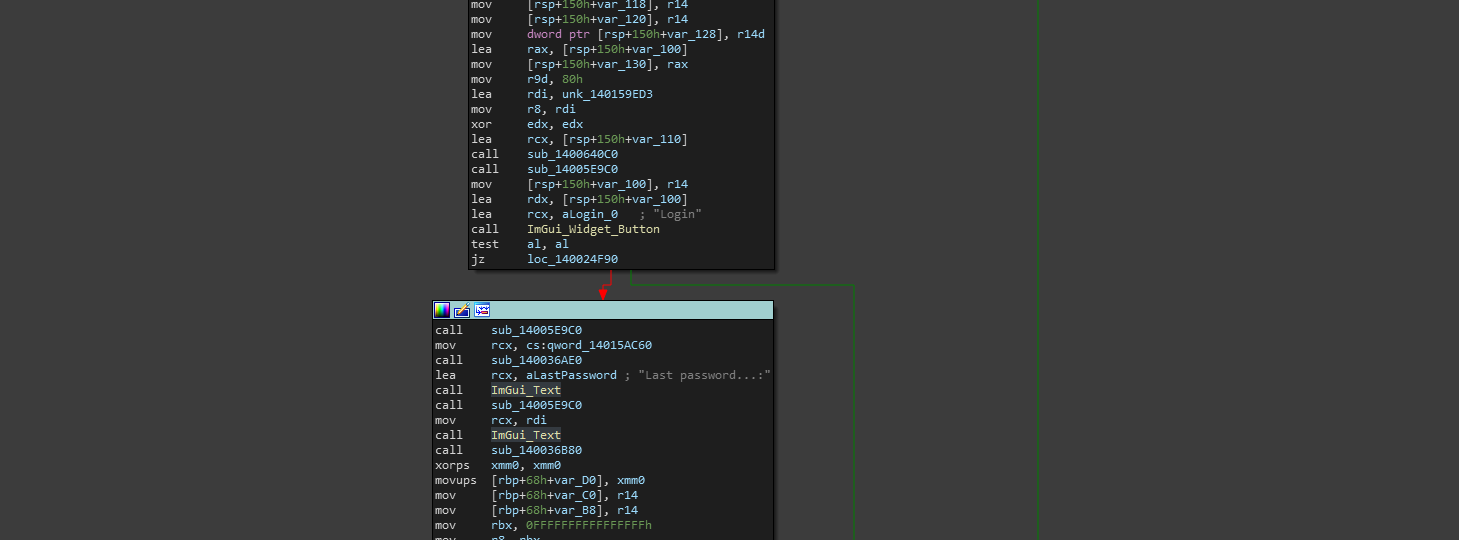 mov [rsp+150h+var_118], r14
mov [rsp+150h+var_120], r14
mov dword ptr [rsp+150h+var_128], r14d
lea rax, [rsp+150h+var_100]
mov [rsp+150h+var_130], rax
mov r9d, 80h
lea rdi, unk_140159ED3
mov r8, rdi
xor edx, edx
lea rcx, [rsp+150h+var_110]
call sub_1400640C0
call sub_14005E9C0
mov [rsp+150h+var_100], r14
lea rdx, [rsp+150h+var_100]
lea rcx, aLogin_0 ; "Login"
call ImGui_Widget_Button
test al, al
jz loc_140024F90
call sub_14005E9C0
mov rcx, cs:qword_14015AC60
call sub_140036AE0
lea rcx, aLastPassword ; "Last password...:"
call ImGui_Text
call sub_14005E9C0
mov rcx, rdi
call ImGui_Text
call sub_140036B80
xorps xmm0, xmm0
movups [rbp+68h+var_D0], xmm0
mov [rbp+68h+var_C0], r14
mov [rbp+68h+var_B8], r14
mov rbx, 0FFFFFFFFFFFFFFFFh
mov r8, rbx